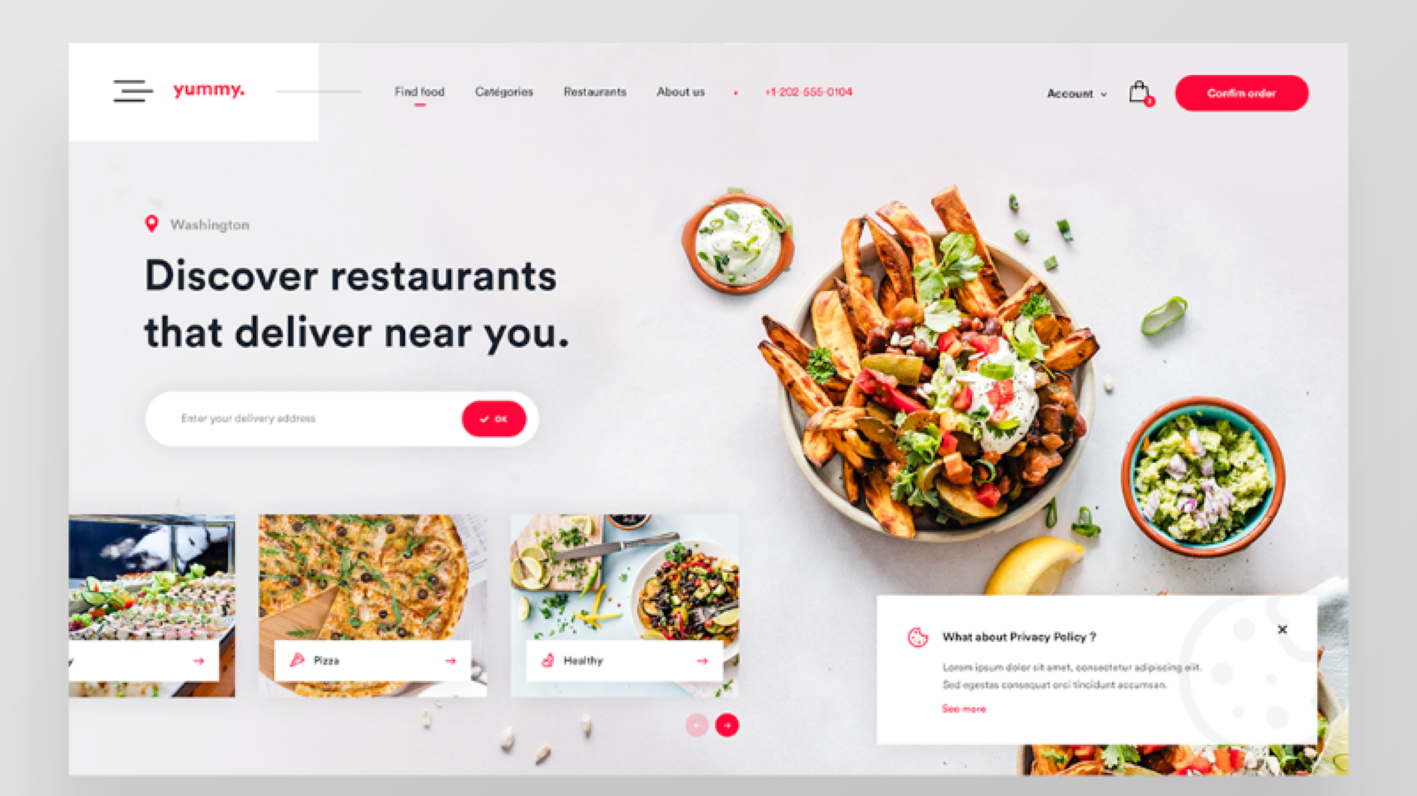 yummy.
Find food
Catégories
Restaurants
About us
+1-202-555-0104
Account
Confirm order
Washington
Discover restaurants
that deliver near you.
Enter your delivery address
OK
y
Pizza
Healthy
What about Privacy Policy ?
Lorem ipsum dolor sit amet, consectetur adipiscing elit.
Sed egestas consequat orci tincidunt accumsan.
See more